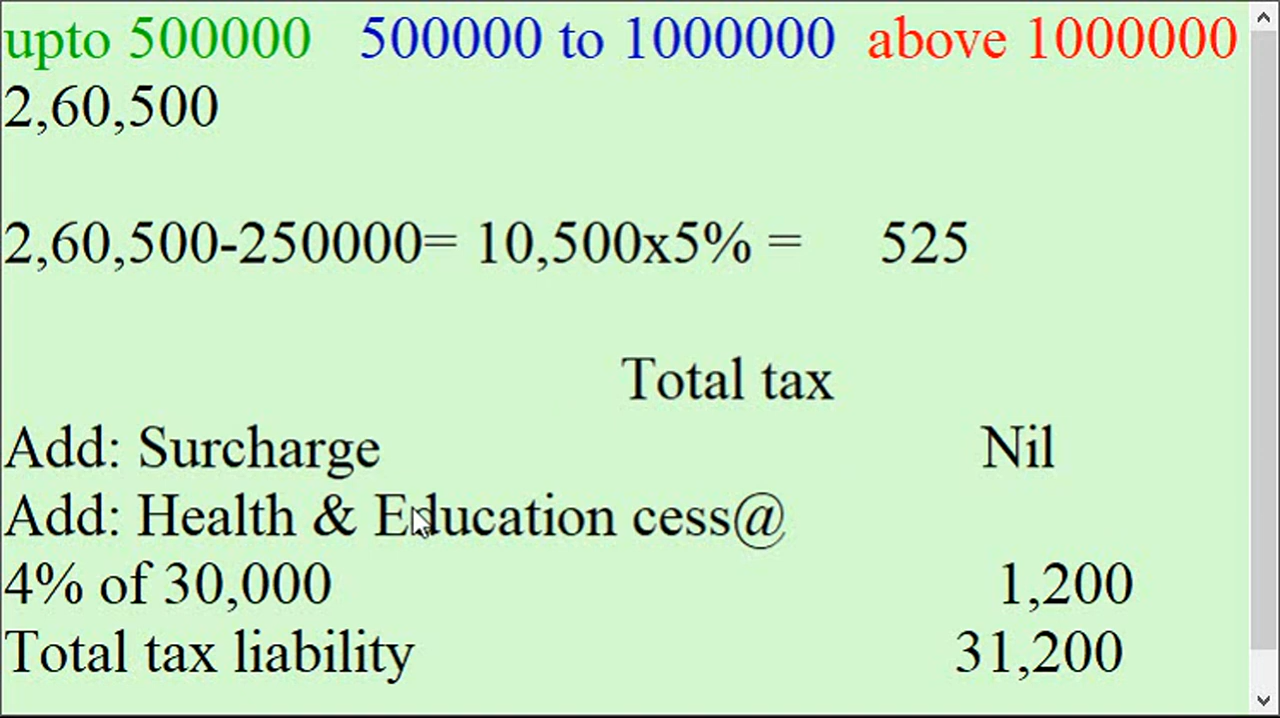 upto 500000 500000 to 1000000 above 1000000
2,60,500
2,60,500-250000= 10,500x5% = 525
Total tax
Add: Surcharge Nil
Add: Health & Education cess@
4% of 30,000 1,200
Total tax liability 31,200